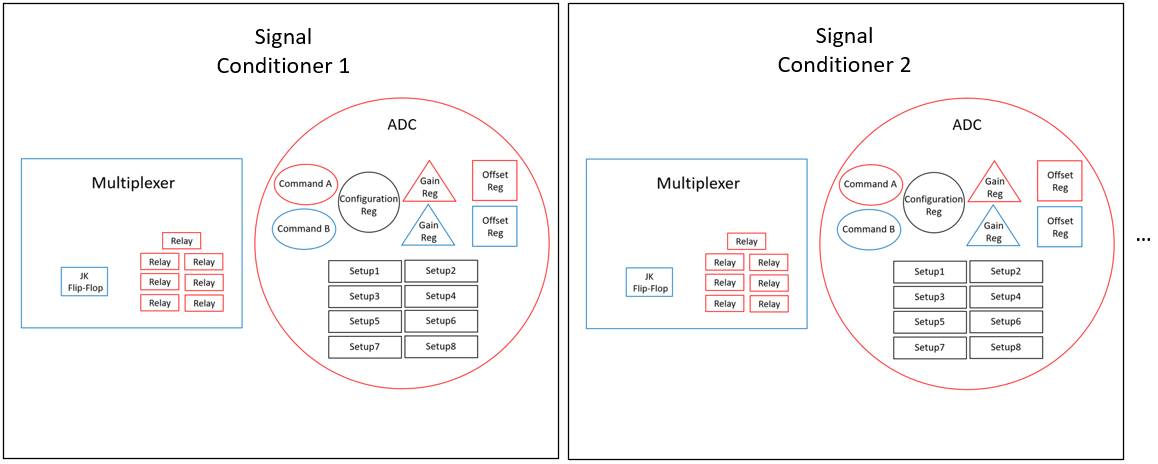 Signal
Conditioner 1
ADC
Multiplexer
Command A
Command B
Configuration
Reg
Gain
Reg
Gain
Reg
Offset
Reg
Offset
Reg
Relay
Relay Relay
Relay Relay
Relay Relay
JK
Flip-Flop
Setup1 Setup2
Setup3 Setup4
Setup5 Setup6
Setup7 Setup8
Signal
Conditioner 2
ADC
Multiplexer
Command A
Command B
Configuration
Reg
Gain
Reg
Gain
Reg
Offset
Reg
Offset
Reg
Relay
Relay Relay
Relay Relay
Relay Relay
JK
Flip-Flop
Setup1 Setup2
Setup3 Setup4
Setup5 Setup6
Setup7 Setup8
...